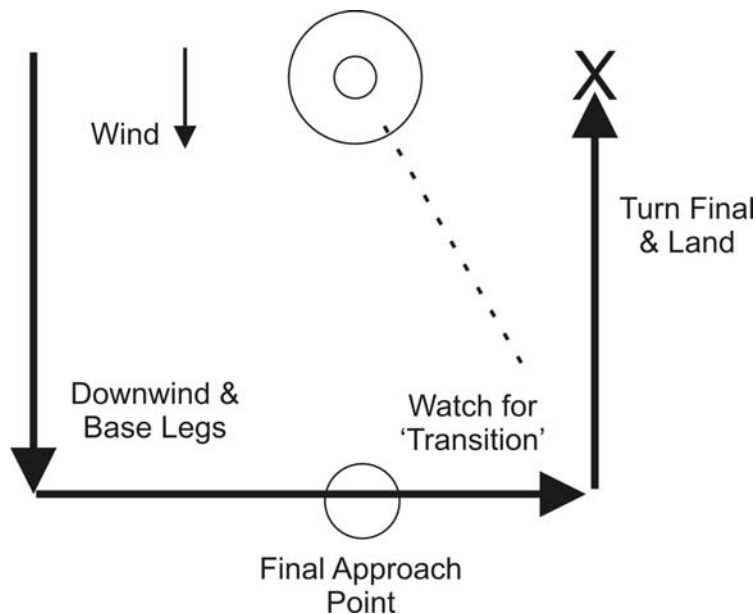 X
Wind
Turn Final
& Land
Downwind &
Base Legs
Watch for
‘Transition’
Final Approach
Point